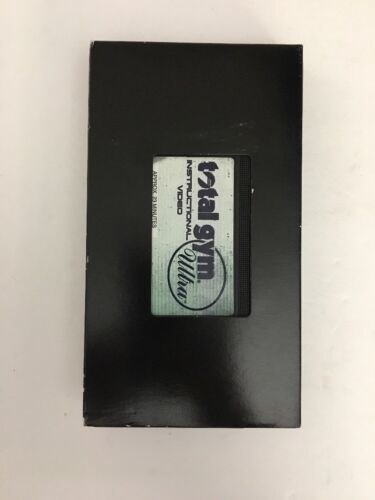 total gym®
INSTRUCTIONAL
VIDEO
Ultra
APPROX. 23 MINUTES